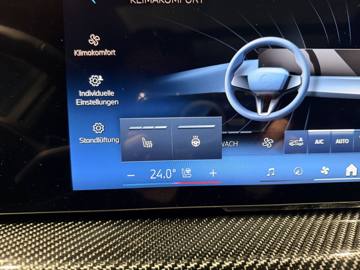 KLIMAKOMFORT
Klimakomfort
Individuelle
Einstellungen
Standlüftung
A/C
AUTO
− 24.0° +